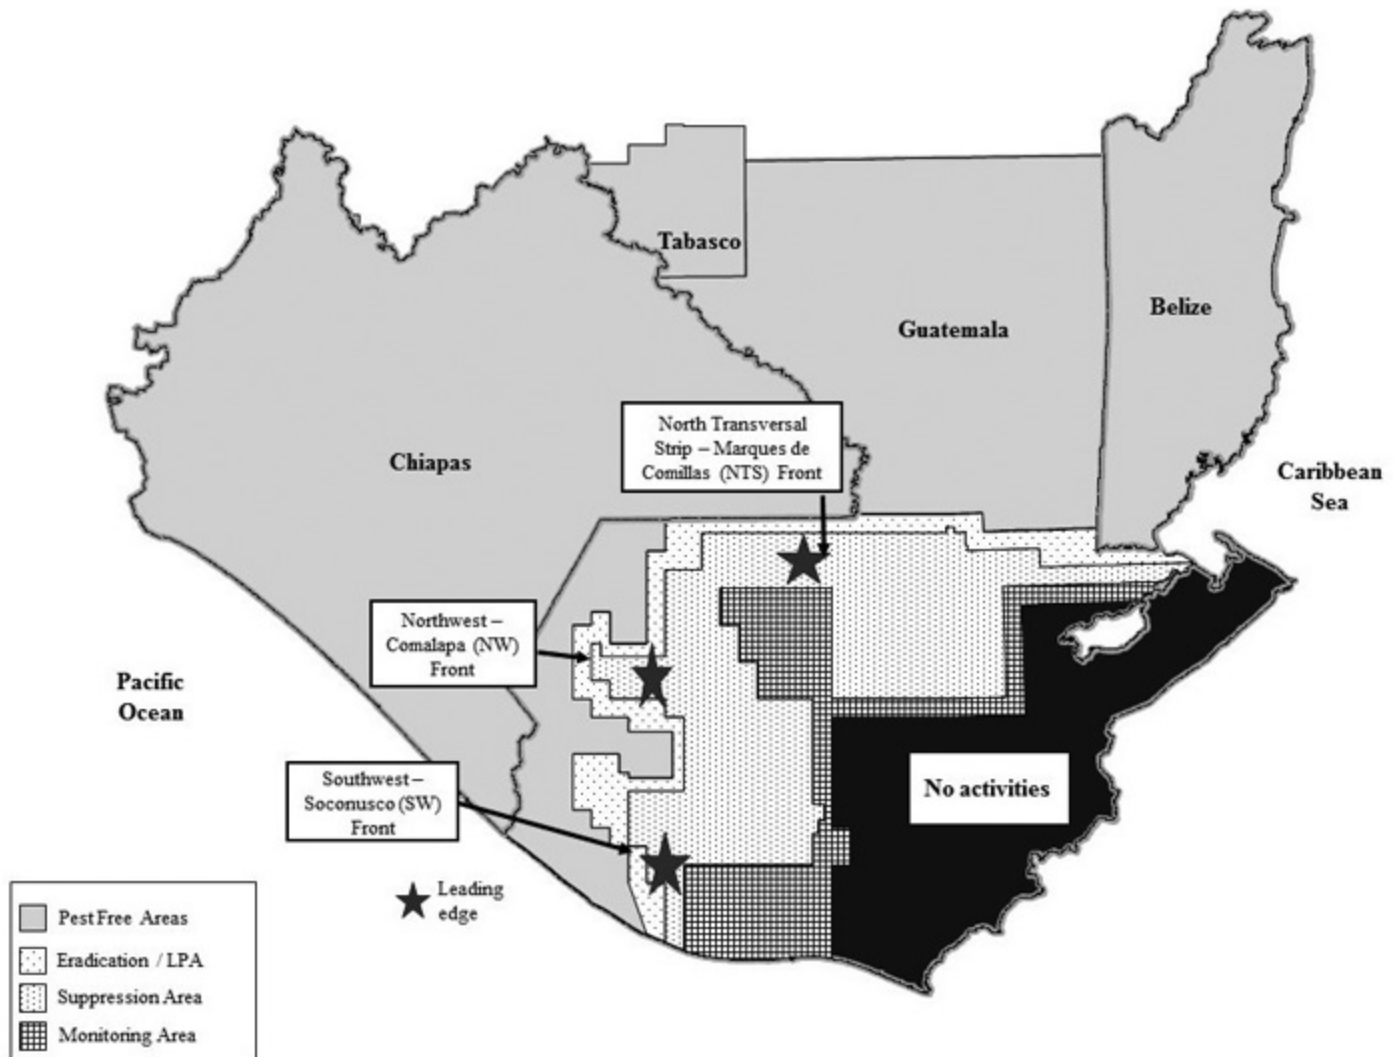 Tabasco
Belize
Guatemala
North Transversal
Strip – Marques de
Comillas (NTS) Front
Chiapas
Caribbean
Sea
Northwest –
Comalapa (NW)
Front
Pacific
Ocean
Southwest –
Soconusco (SW)
Front
No activities
Leading
edge
Pest Free Areas
Eradication / LPA
Suppression Area
Monitoring Area